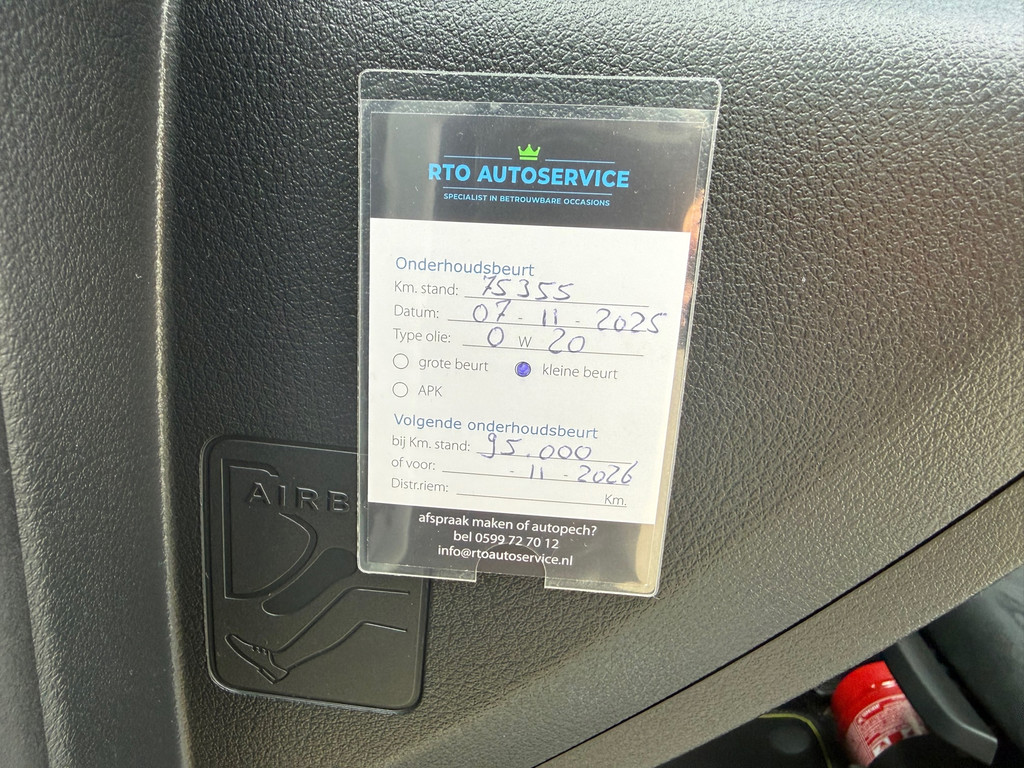 RTO AUTOSERVICE
SPECIALIST IN BETROUWBARE OCCASIONS
Onderhoudsbeurt
Km. stand: 75355
Datum: 07 - 11 - 2025
Type olie: 0 W 20
grote beurt kleine beurt
APK
Volgende onderhoudsbeurt
bij Km. stand: 95.000
of voor: - 11 - 2026
Distr.riem: Km.
afspraak maken of autopech?
bel 0599 72 70 12
info@rtoautoservice.nl
AIRB